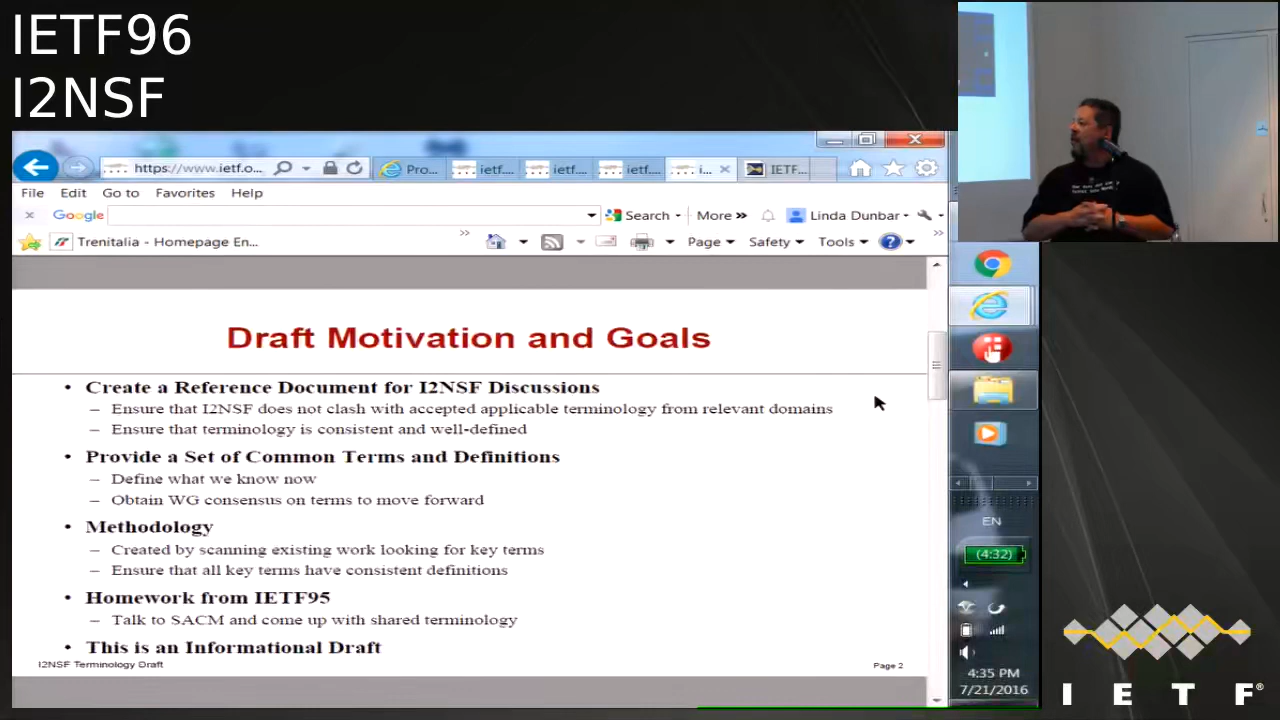 IETF96
I2NSF
https://www.ietf.o...
Pro...
ietf....
ietf....
ietf....
i...
IETF...
File Edit Go to Favorites Help
Google
Search
More »
Linda Dunbar
Trenitalia - Homepage En...
Page
Safety
Tools
Draft Motivation and Goals
• Create a Reference Document for I2NSF Discussions
– Ensure that I2NSF does not clash with accepted applicable terminology from relevant domains
– Ensure that terminology is consistent and well-defined
• Provide a Set of Common Terms and Definitions
– Define what we know now
– Obtain WG consensus on terms to move forward
• Methodology
– Created by scanning existing work looking for key terms
– Ensure that all key terms have consistent definitions
• Homework from IETF95
– Talk to SACM and come up with shared terminology
• This is an Informational Draft
I2NSF Terminology Draft
Page 2
EN
(4:32)
4:35 PM
7/21/2016
I E T F®